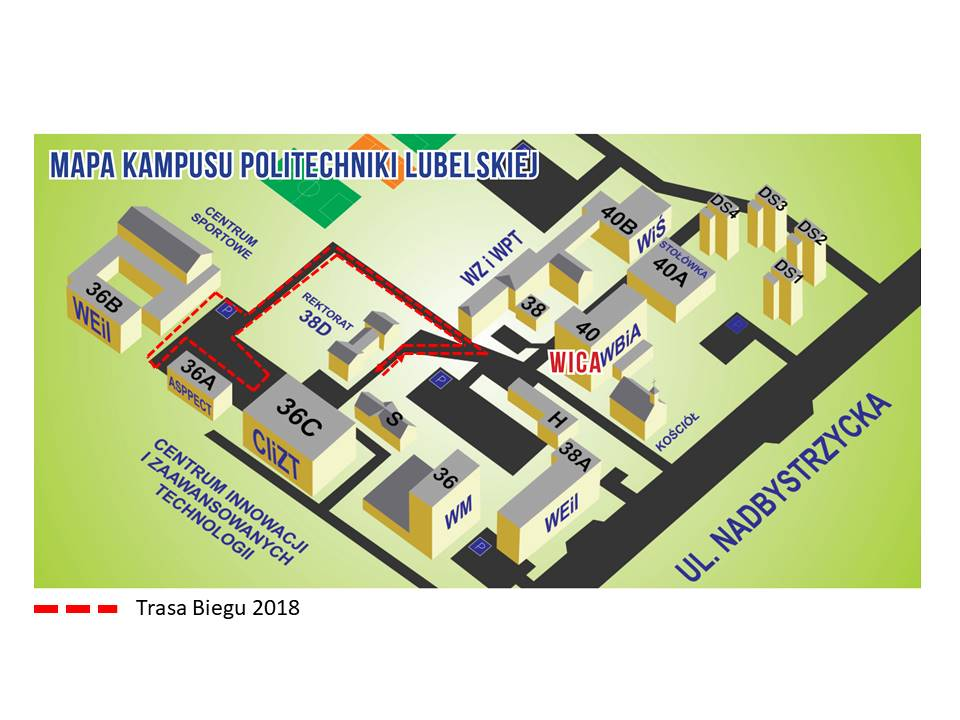 MAPA KAMPUSU POLITECHNIKI LUBELSKIEJ
CENTRUM
SPORTOWE
36B
WEiI
P
REKTORAT
38D
WZ i WPT
40B
WiŚ
STOŁÓWKA
40A
DS4
DS3
DS2
DS1
38
40
WBiA
WICA
P
P
36A
ASPPECT
36C
CIiZT
S
H
KOŚCIÓŁ
38A
WEiI
36
WM
P
CENTRUM INNOWACJI
I ZAAWANSOWANYCH
TECHNOLOGII
UL. NADBYSTRZYCKA
Trasa Biegu 2018